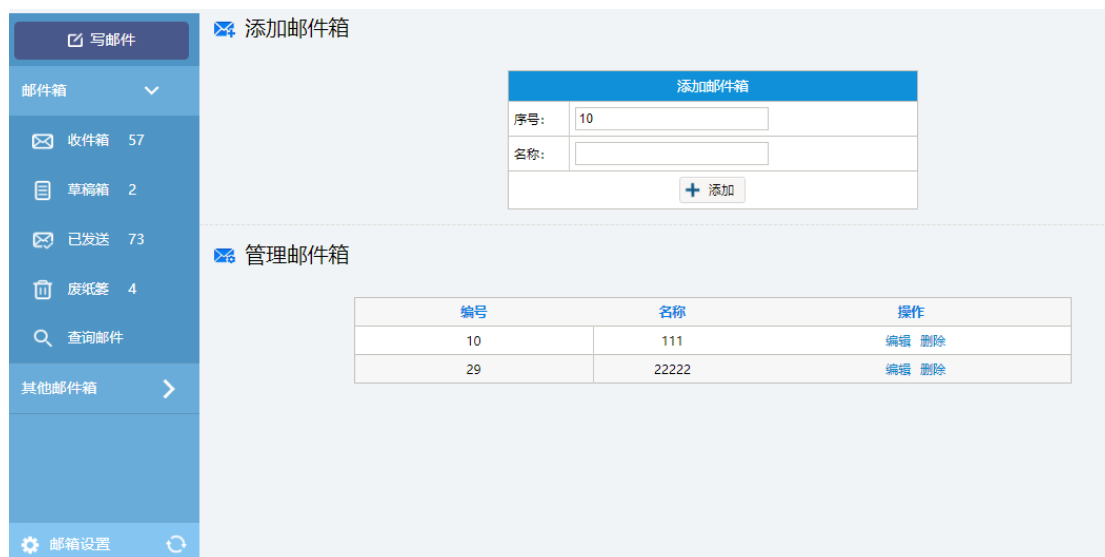 写邮件
邮件箱
收件箱 57
草稿箱 2
已发送 73
废纸篓 4
查询邮件
其他邮件箱
邮箱设置
添加邮件箱
添加邮件箱
序号: 10
名称:
添加
管理邮件箱
编号 名称 操作
10 111 编辑 删除
29 22222 编辑 删除